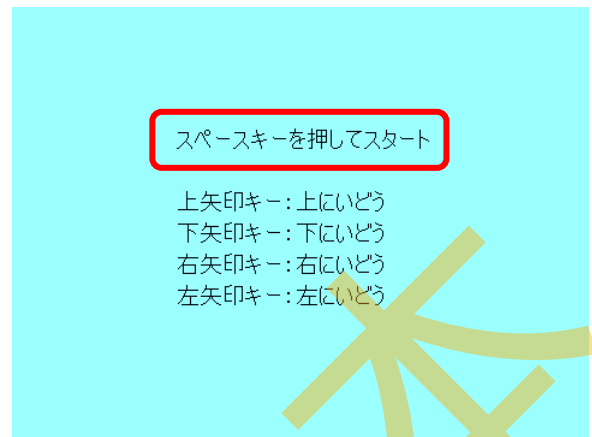 スペースキーを押してスタート
上矢印キー：上にいどう
下矢印キー：下にいどう
右矢印キー：右にいどう
左矢印キー：左にいどう